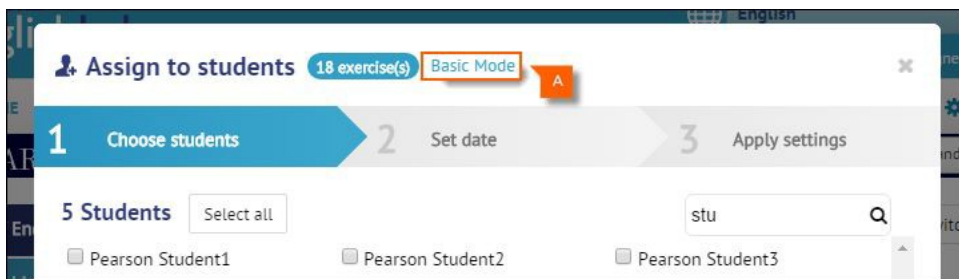 English
Assign to students 18 exercise(s) Basic Mode
A
1 Choose students 2 Set date 3 Apply settings
5 Students Select all stu
Pearson Student1 Pearson Student2 Pearson Student3